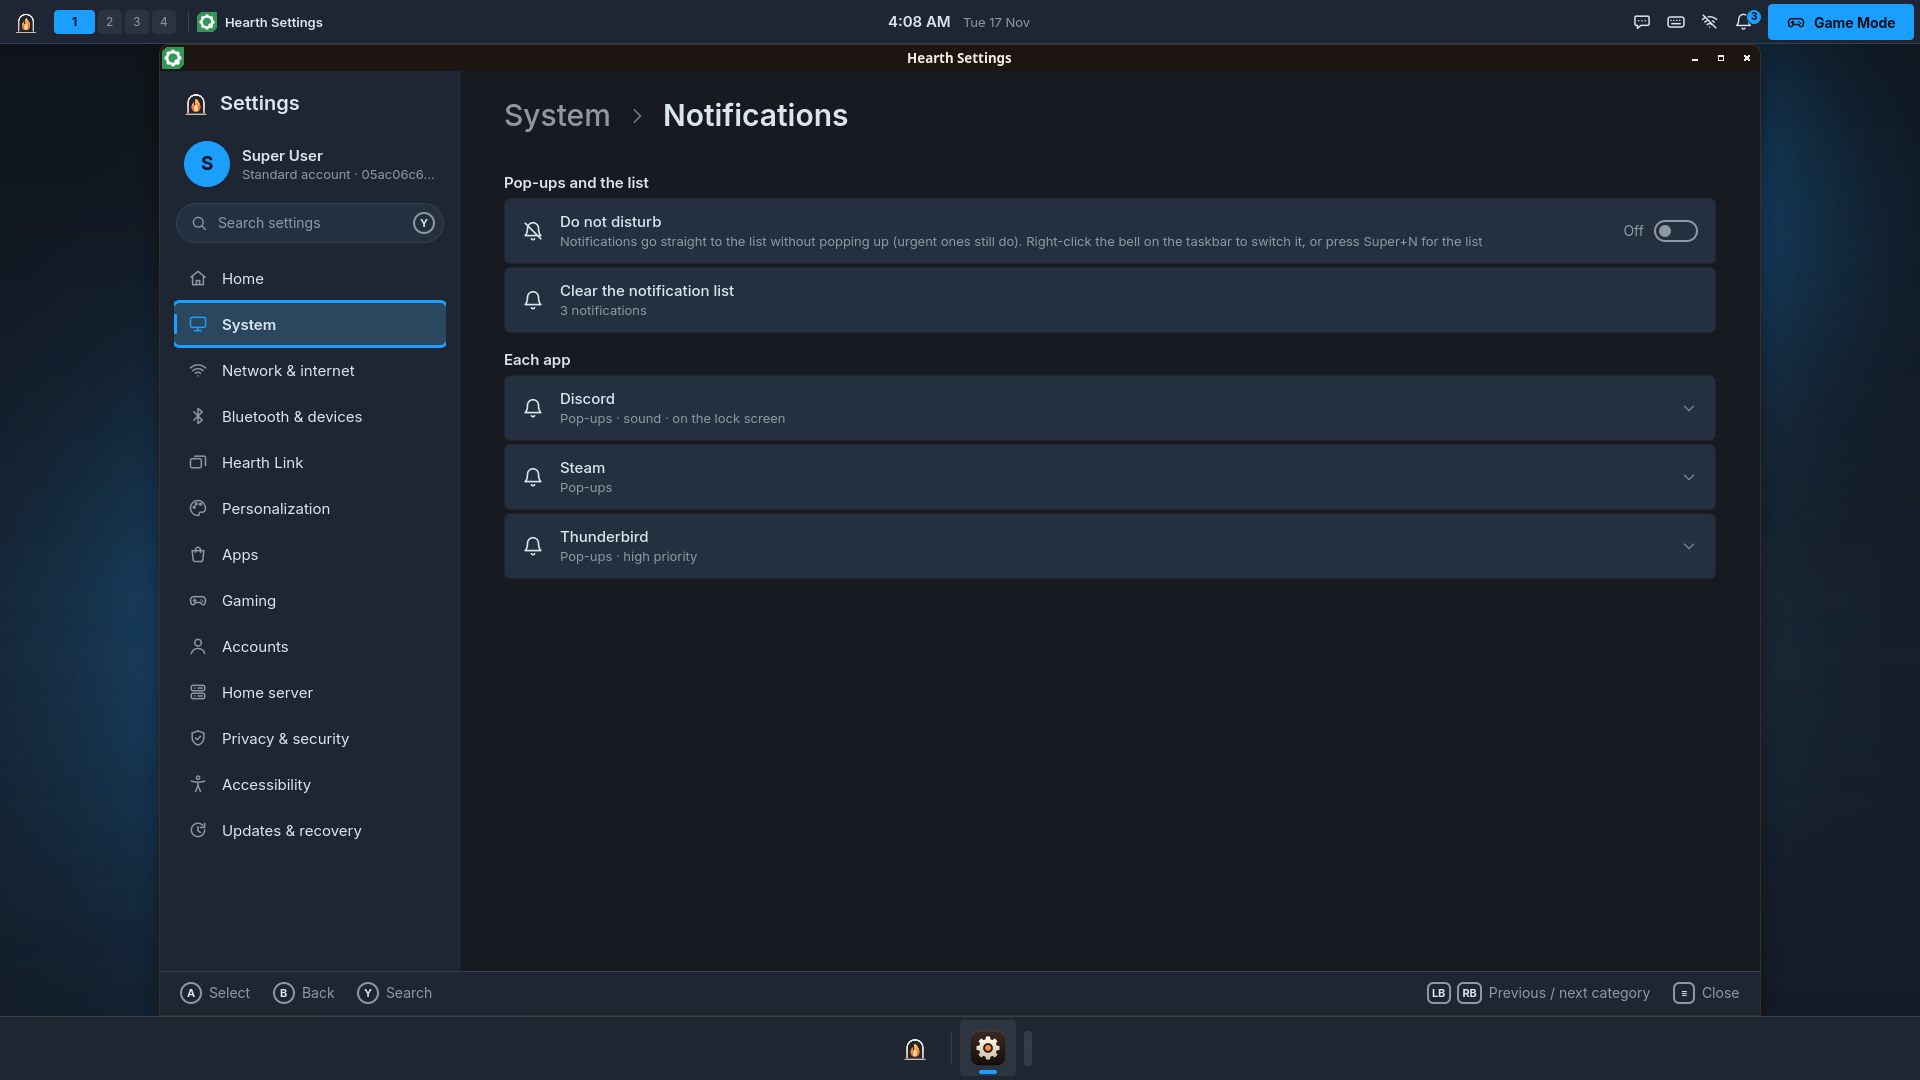 1 2 3 4 Hearth Settings 4:08 AM Tue 17 Nov 3 Game Mode
Hearth Settings
Settings
S
Super User
Standard account · 05ac06c6...
Search settings Y
Home
System
Network & internet
Bluetooth & devices
Hearth Link
Personalization
Apps
Gaming
Accounts
Home server
Privacy & security
Accessibility
Updates & recovery
System > Notifications
Pop-ups and the list
Do not disturb
Notifications go straight to the list without popping up (urgent ones still do). Right-click the bell on the taskbar to switch it, or press Super+N for the list
Off
Clear the notification list
3 notifications
Each app
Discord
Pop-ups · sound · on the lock screen
Steam
Pop-ups
Thunderbird
Pop-ups · high priority
A Select B Back Y Search LB RB Previous / next category ≡ Close